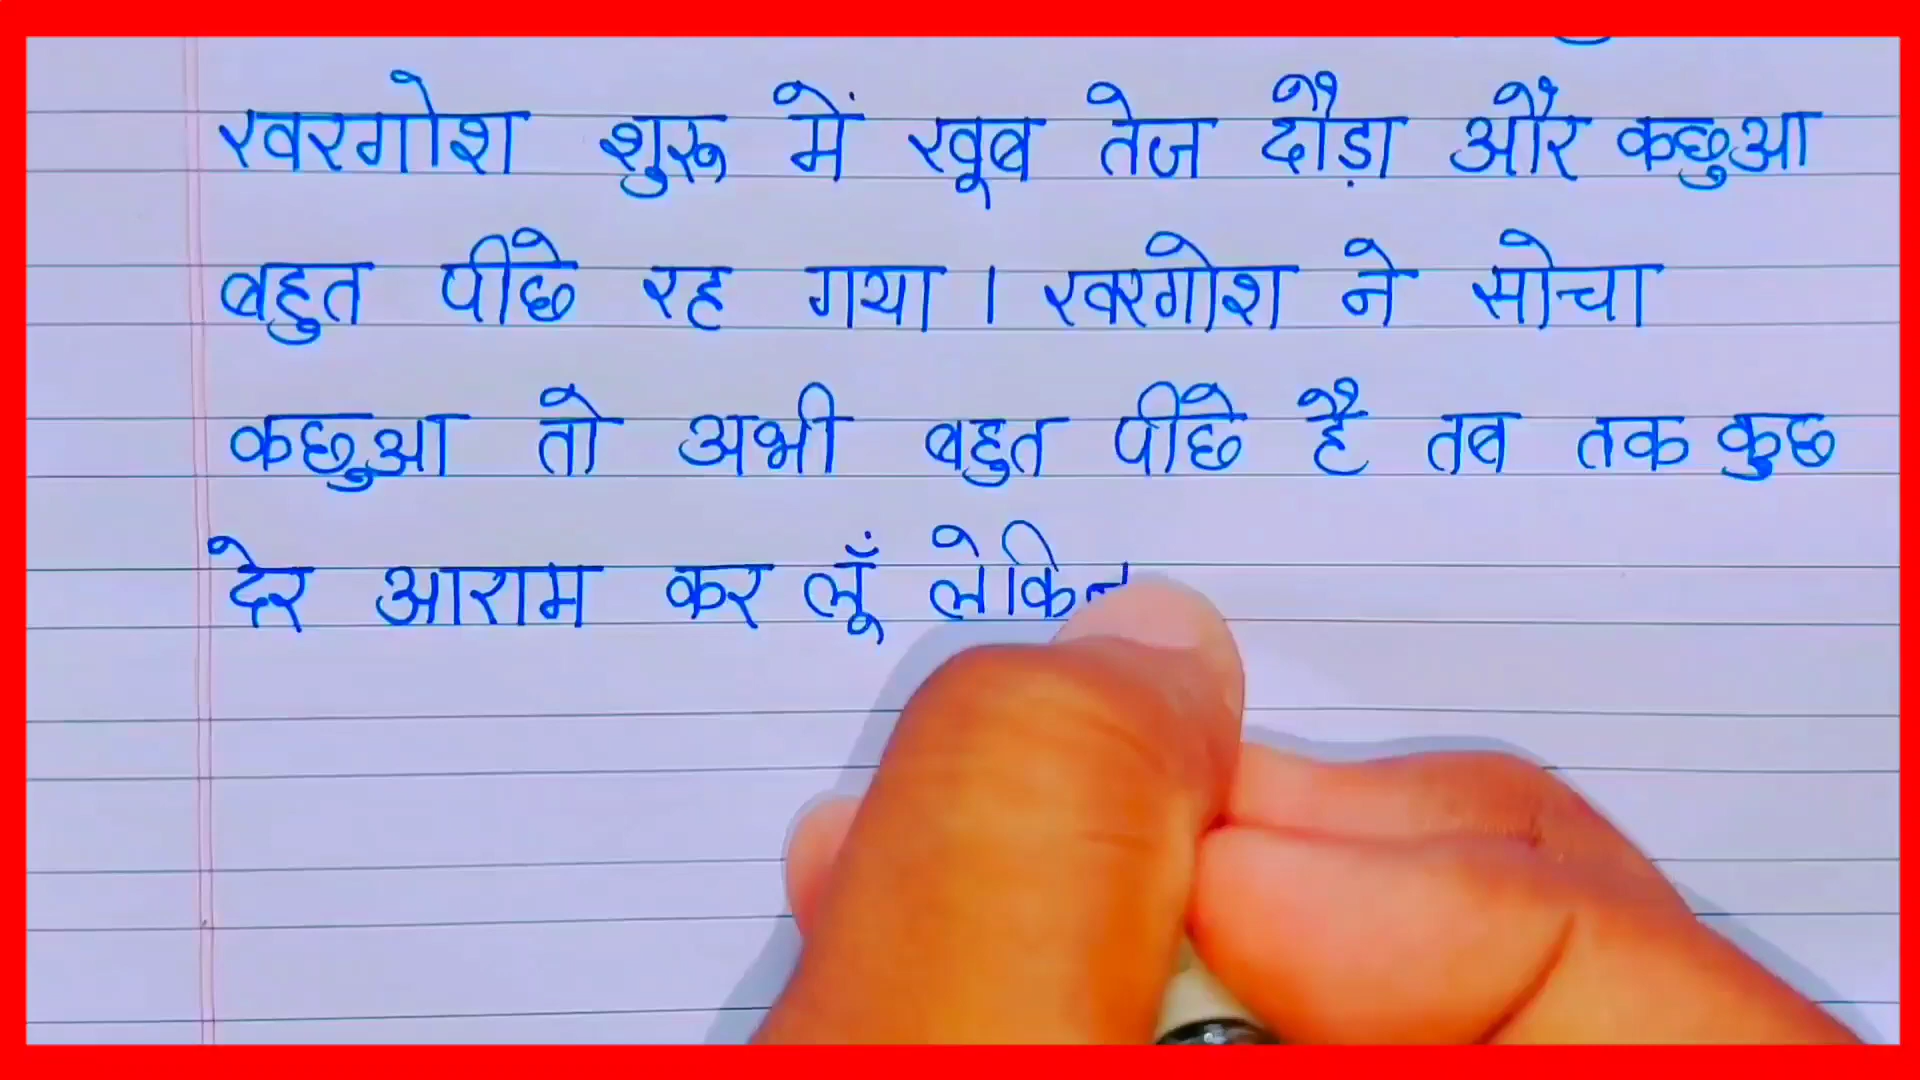 खरगोश शुरू में खूब तेज दौड़ा और कछुआ
बहुत पीछे रह गया । खरगोश ने सोचा
कछुआ तो अभी बहुत पीछे है तब तक कुछ
देर आराम कर लूँ लेकिन